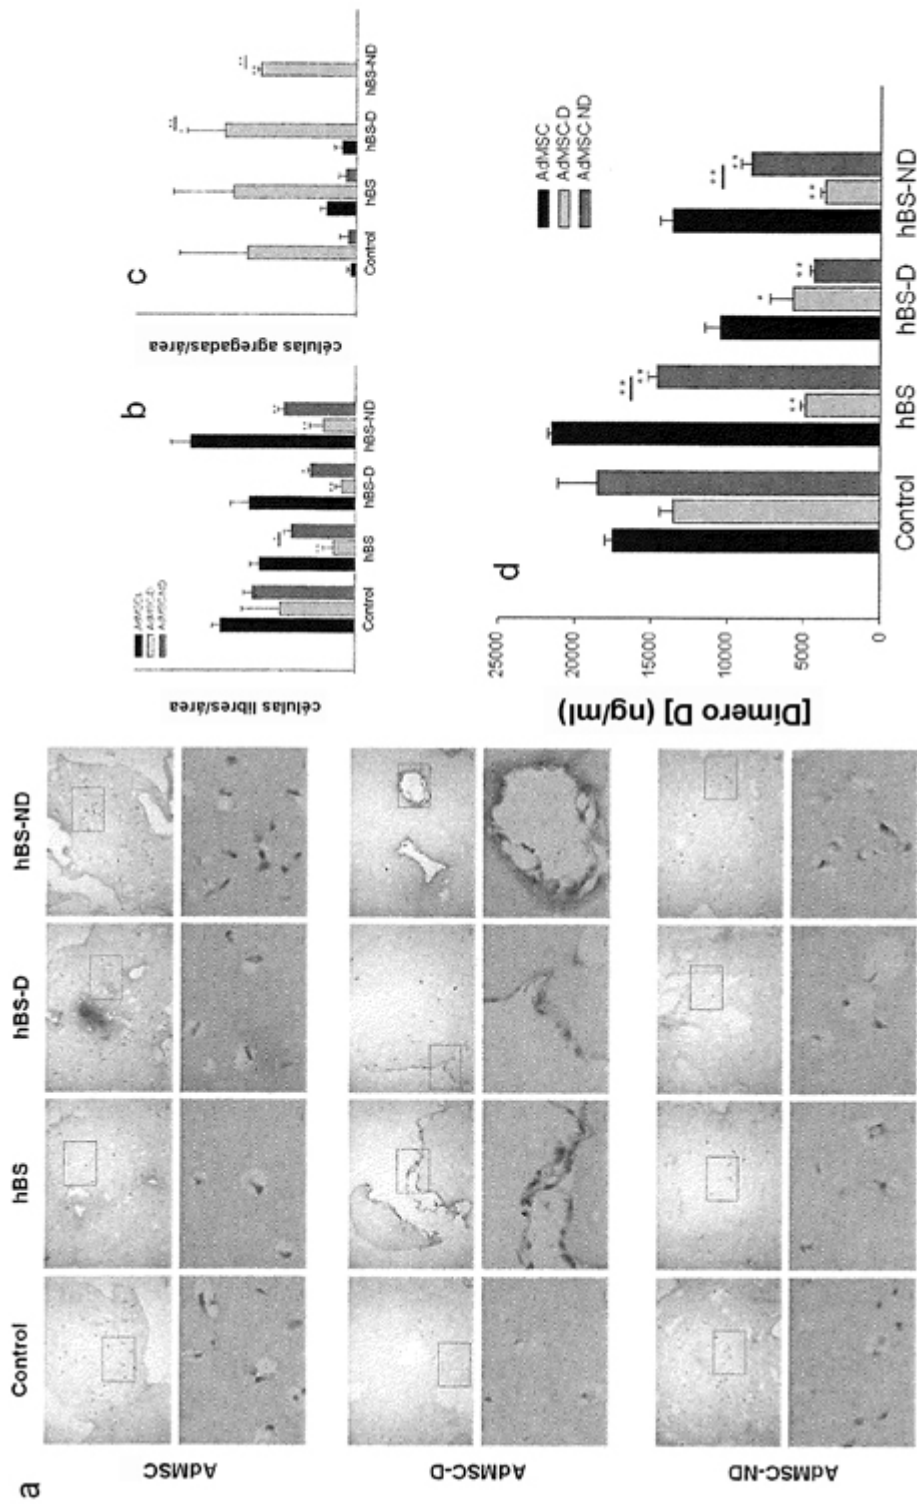 a
Control
hBS
hBS-D
hBS-ND
AdMSC
AdMSC-D
AdMSC-ND
b
células libres/área
Control
hBS
hBS-D
hBS-ND
c
células agregadas/área
Control
hBS
hBS-D
hBS-ND
d
AdMSC
AdMSC-D
AdMSC-ND
[Dímero D] (ng/ml)
25000
20000
15000
10000
5000
0
Control
hBS
hBS-D
hBS-ND
**
**
**
**
*
**
**
**
**